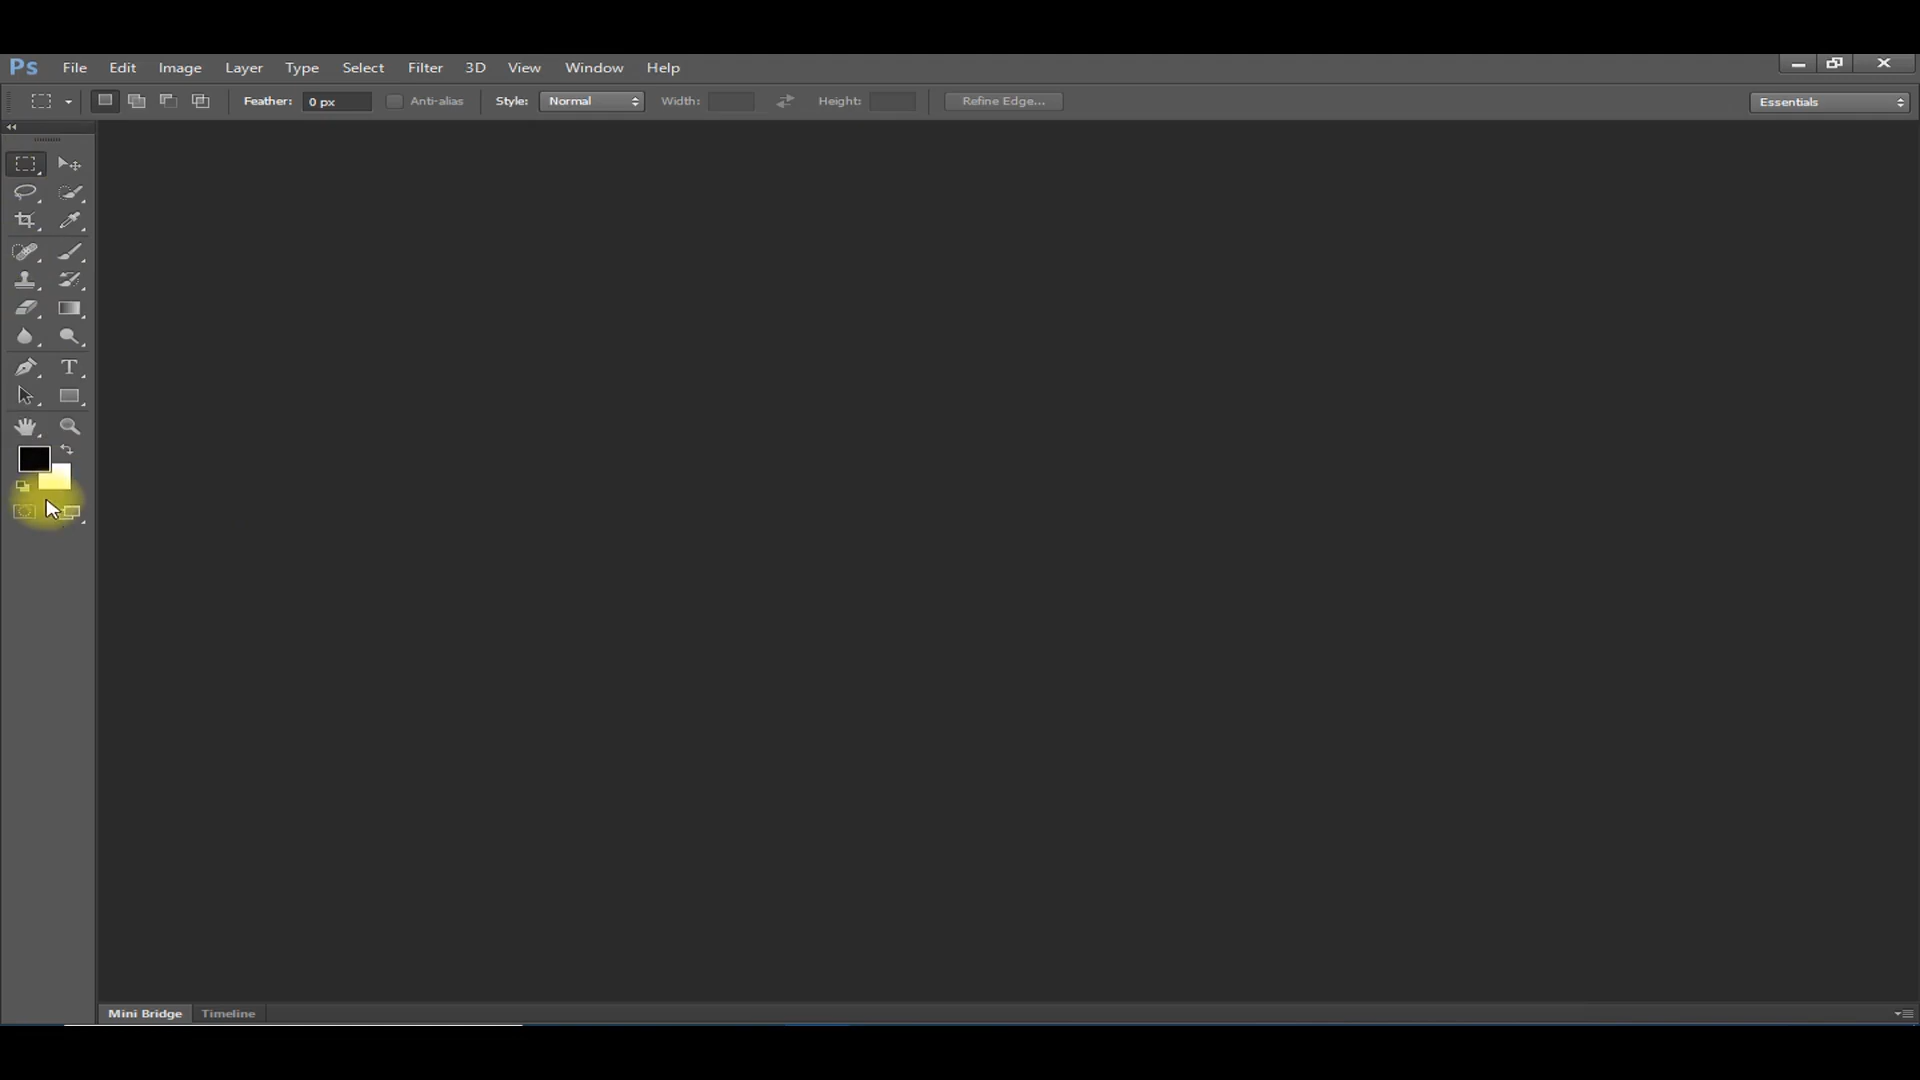 Ps File Edit Image Layer Type Select Filter 3D View Window Help
Feather: 0 px Anti-alias Style: Normal Width: Height: Refine Edge... Essentials
T
Mini Bridge Timeline